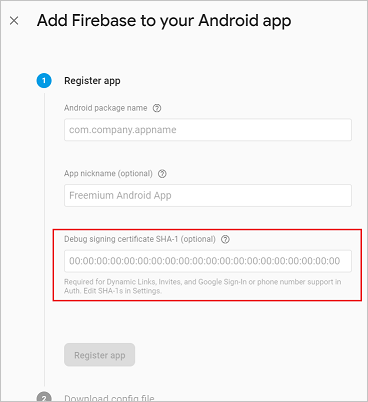 Add Firebase to your Android app
1 Register app
Android package name
com.company.appname
App nickname (optional)
Freemium Android App
Debug signing certificate SHA-1 (optional)
00:00:00:00:00:00:00:00:00:00:00:00:00:00:00:00:00:00:00:00
Required for Dynamic Links, Invites, and Google Sign-In or phone number support in
Auth. Edit SHA-1s in Settings.
Register app
2 Download config file